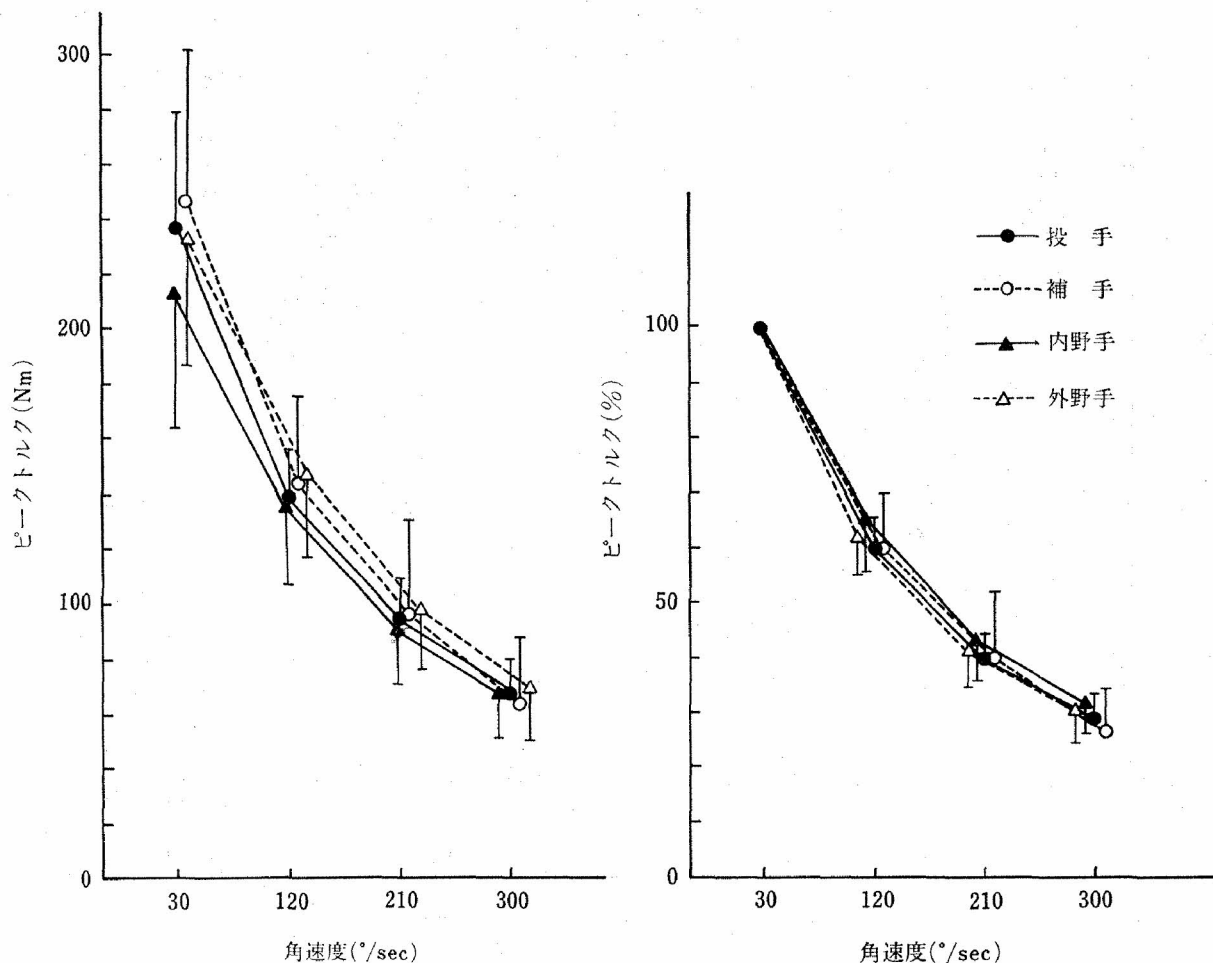 300
200
100
0
ピークトルク(Nm)
30 120 210 300
角速度(°/sec)
100
50
0
ピークトルク(%)
30 120 210 300
角速度(°/sec)
投 手
補 手
内野手
外野手